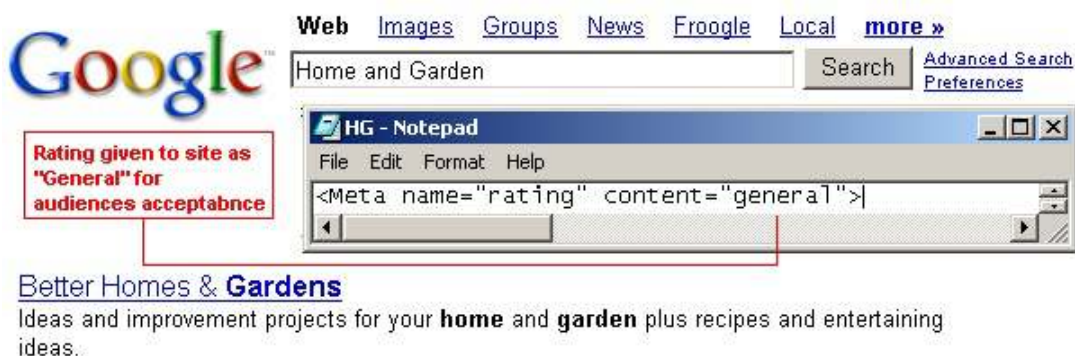 Web Images Groups News Froogle Local more »
Google™
Home and Garden Search Advanced Search
Preferences
HG - Notepad
File Edit Format Help
<Meta name="rating" content="general">
Rating given to site as
"General" for
audiences acceptabnce
Better Homes & Gardens
Ideas and improvement projects for your home and garden plus recipes and entertaining
ideas.